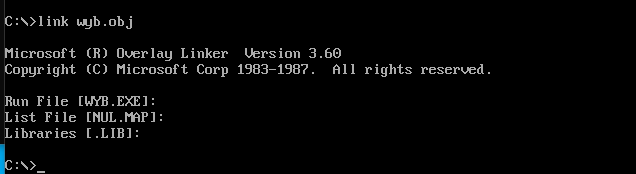 C:\>link wyb.obj
Microsoft (R) Overlay Linker  Version 3.60
Copyright (C) Microsoft Corp 1983-1987.  All rights reserved.
Run File [WYB.EXE]:
List File [NUL.MAP]:
Libraries [.LIB]:
C:\>_